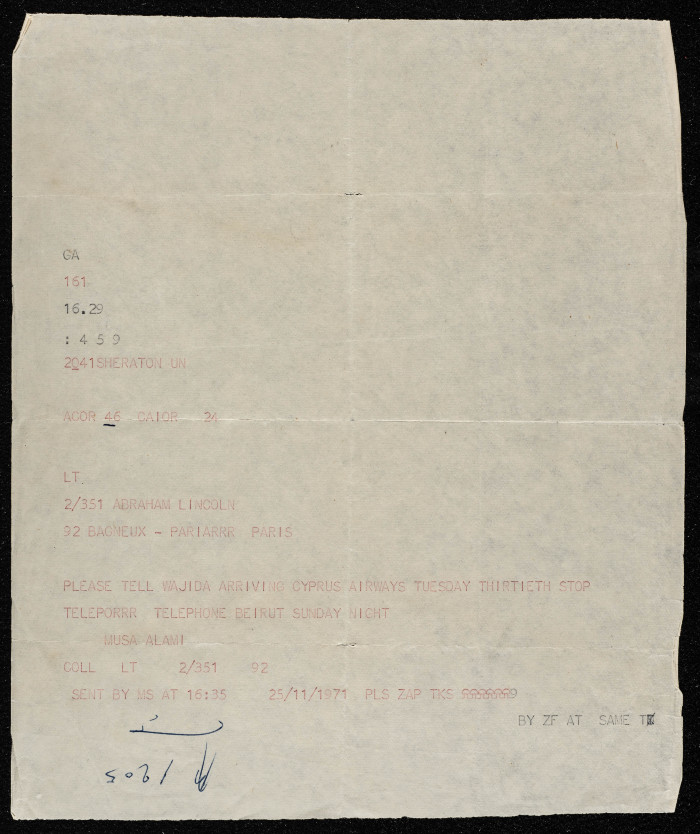 GA
161
16.29
: 4 5 9
2041SHERATON UN
ACOR 46 CAIOR 24
LT.
2/351 ABRAHAM LINCOLN
92 BAGNEUX - PARIARRR PARIS
PLEASE TELL WAJIDA ARRIVING CYPRUS AIRWAYS TUESDAY THIRTIETH STOP
TELEPORRR TELEPHONE BEIRUT SUNDAY NIGHT
MUSA ALAMI
COLL LT 2/351 92
SENT BY MS AT 16:35 25/11/1971 PLS ZAP TKS
BY ZF AT SAME